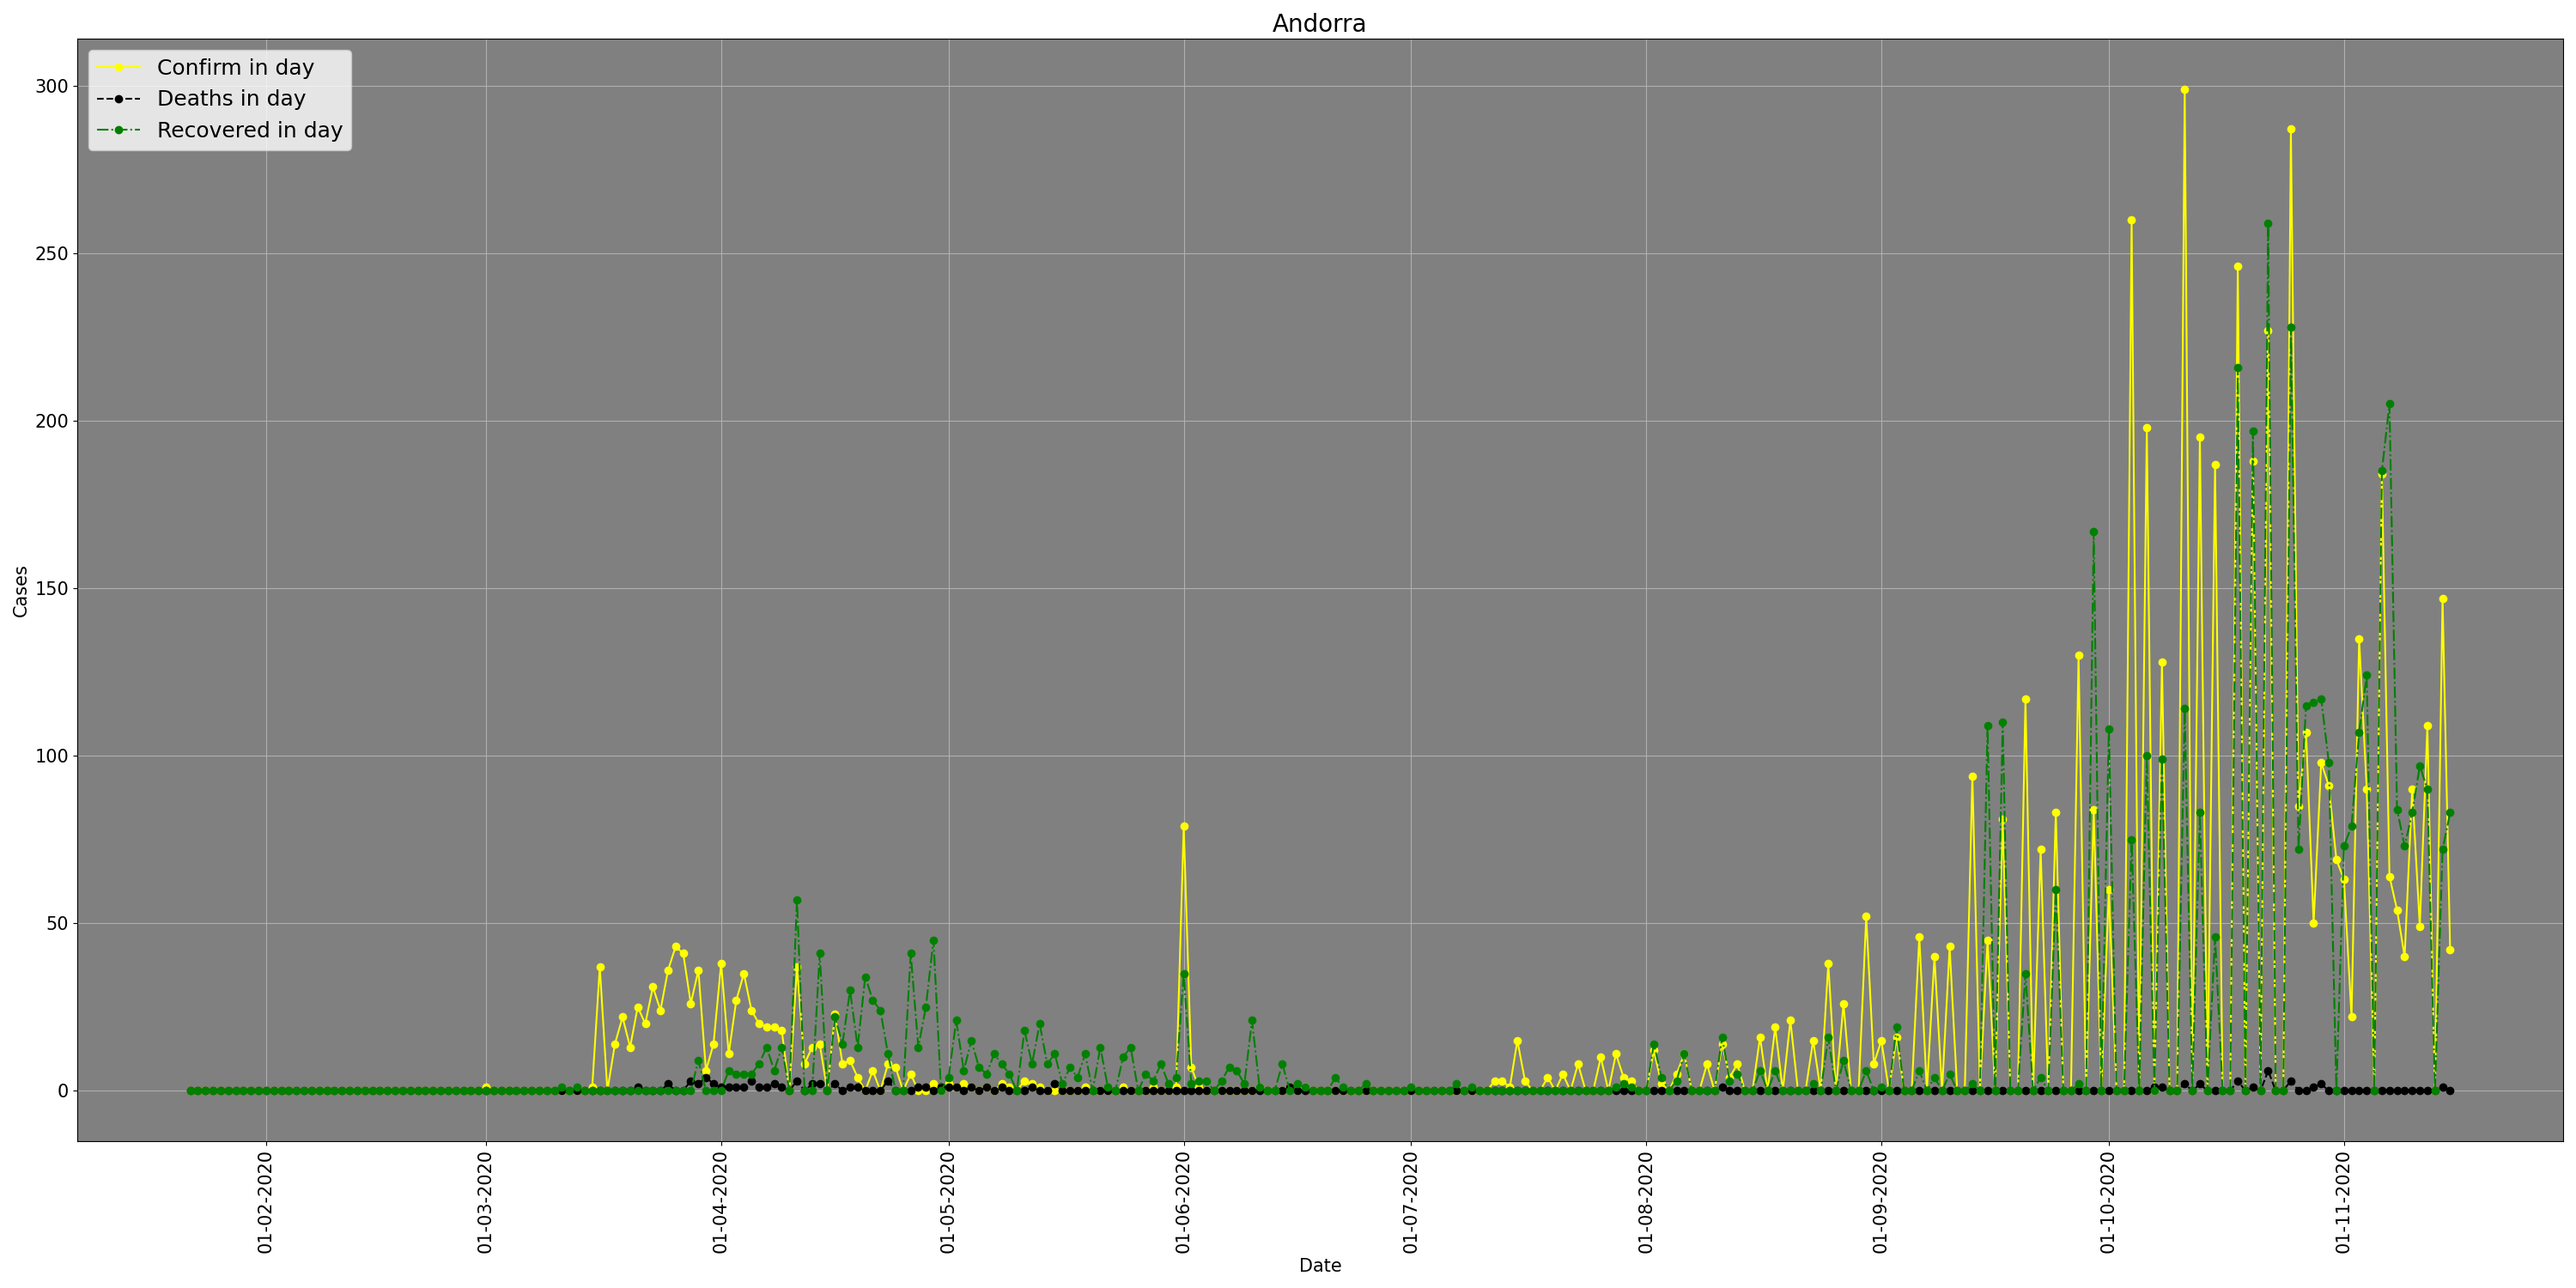 Andorra
Confirm in day
Deaths in day
Recovered in day
300
250
200
150
100
50
0
Cases
01-02-2020
01-03-2020
01-04-2020
01-05-2020
01-06-2020
01-07-2020
01-08-2020
01-09-2020
01-10-2020
01-11-2020
Date